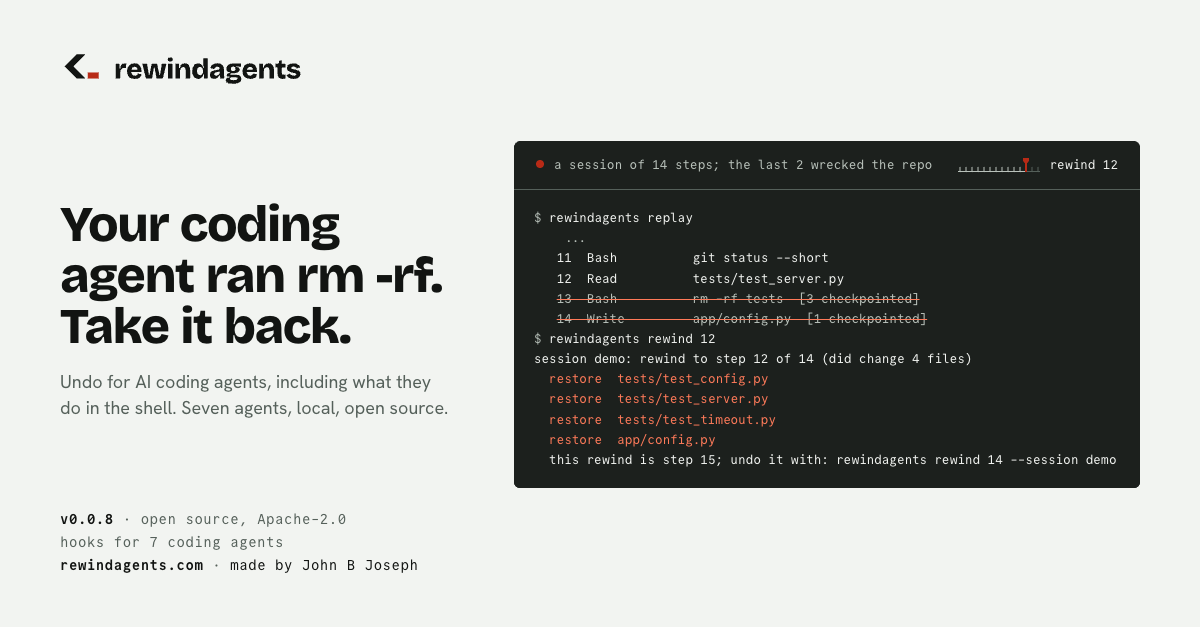 rewindagents
Your coding
agent ran rm -rf.
Take it back.
Undo for AI coding agents, including what they
do in the shell. Seven agents, local, open source.
v0.0.8 · open source, Apache-2.0
hooks for 7 coding agents
rewindagents.com · made by John B Joseph
a session of 14 steps; the last 2 wrecked the repo rewind 12
$ rewindagents replay
...
11 Bash git status --short
12 Read tests/test_server.py
13 Bash rm -rf tests [3 checkpointed]
14 Write app/config.py [1 checkpointed]
$ rewindagents rewind 12
session demo: rewind to step 12 of 14 (did change 4 files)
restore tests/test_config.py
restore tests/test_server.py
restore tests/test_timeout.py
restore app/config.py
this rewind is step 15; undo it with: rewindagents rewind 14 --session demo